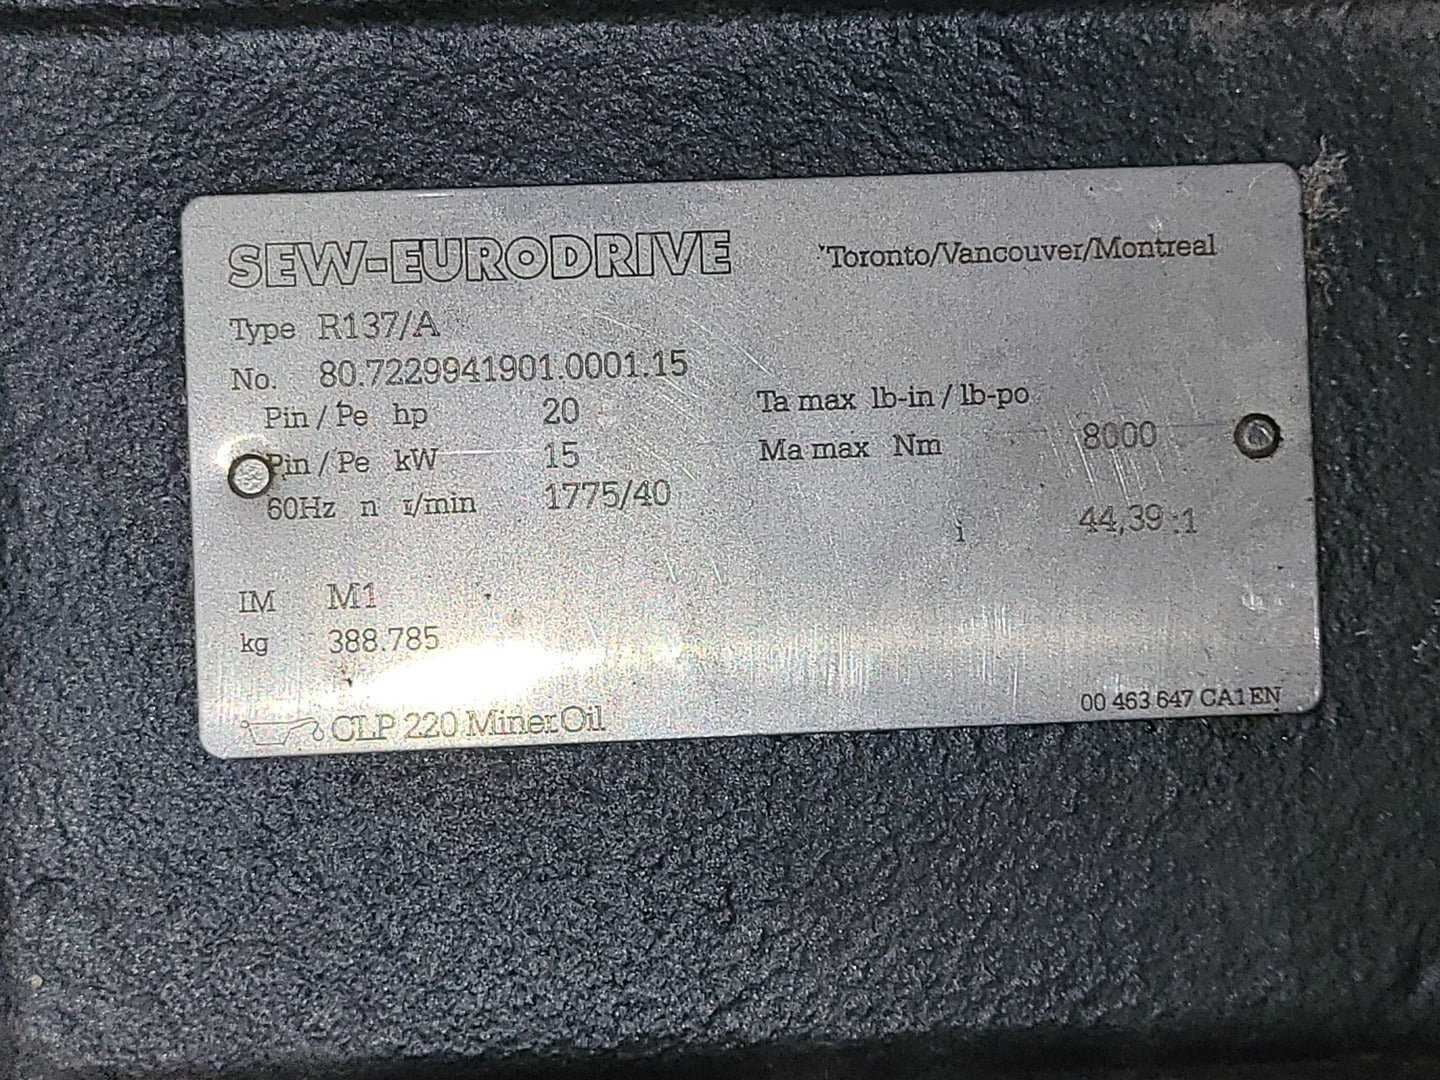 SEW-EURODRIVE Toronto/Vancouver/Montreal
Type R137/A
No. 80.7229941901.0001.15
Pin / Pe hp 20 Ta max lb-in / lb-po
Pin / Pe kW 15 Ma max Nm 8000
60Hz n r/min 1775/40 i 44,39 :1
IM M1
kg 388.785
CLP 220 Miner.Oil 00 463 647 CA1EN